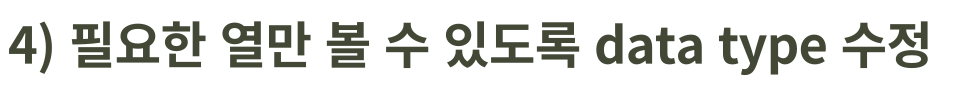 4) 필요한 열만 볼 수 있도록 data type 수정